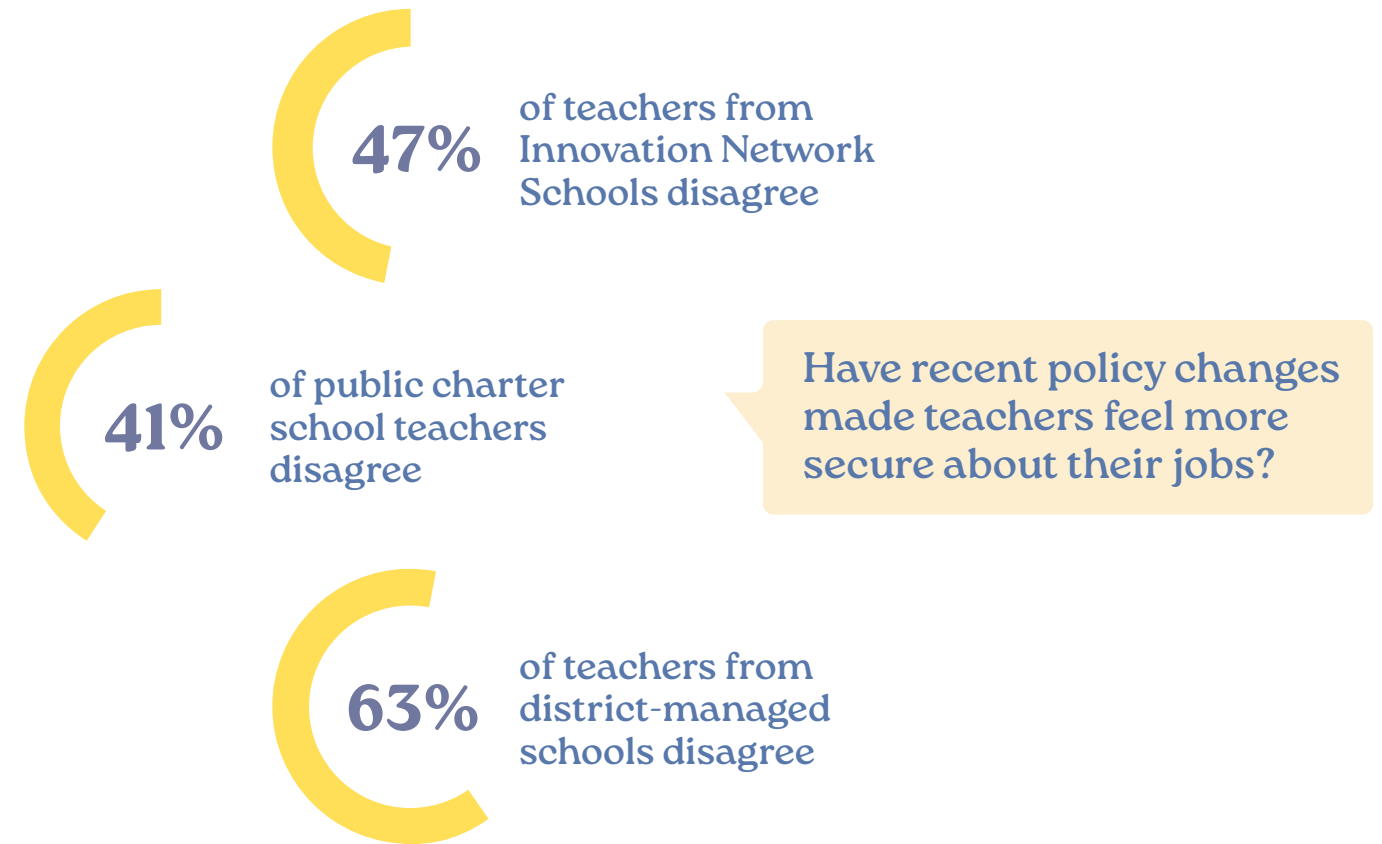 47%
of teachers from
Innovation Network
Schools disagree
41%
of public charter
school teachers
disagree
Have recent policy changes
made teachers feel more
secure about their jobs?
63%
of teachers from
district-managed
schools disagree